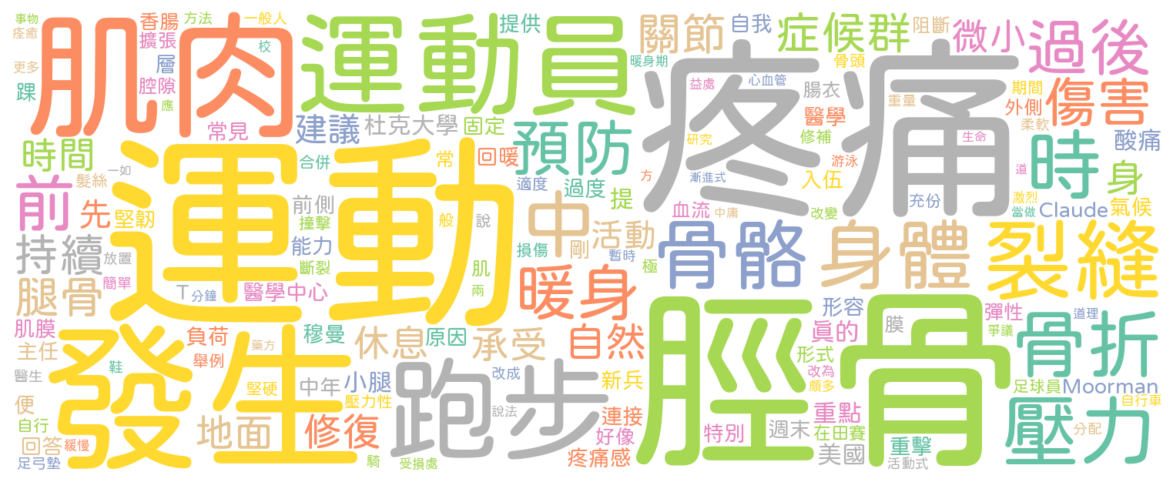 事物
方法
一般人
香腸
提供
自我
阻斷
痊癒
肌肉
運動員
關節
症候群
微小
過後
擴張
校
層
更多
腔隙
踝
應
暖身期
骨頭
疼痛
益處
心血管
腸衣
期間
外側
傷害
重量
醫學
柔軟
常見
建議
杜克大學
固定
預防
修補
研究
生命
酸痛
時間
合併
常
回暖
時
一如
髮絲
運動
適度
過度
提
方
漸進式
游泳
入伍
道
身
前
先
堅韌
前側
撞擊
般
說
中
剛
活動
血流
中庸
改變
充份
激烈
當做
Claude
氣候
持續
放置
能力
斷裂
損傷
暫時
極
骨骼
身體
裂縫
簡單
腿骨
T
分鐘
醫學中心
肌
兩
暖身
脛骨
形容
彈性
道理
爭議
肌膜
發生
負荷
穆曼
休息
原因
承受
自然
真的
膜
骨折
主任
舉例
藥方
形式
改為
頗多
鞋
醫生
堅硬
中年
小腿
跑步
改成
新兵
足球員
Moorman
便
壓力性
說法
連接
重點
自行車
自行
地面
修復
好像
特別
週末
在田賽
壓力
回答
緩慢
足弓墊
騎
受損處
疼痛感
美國
重擊
活動式
分配